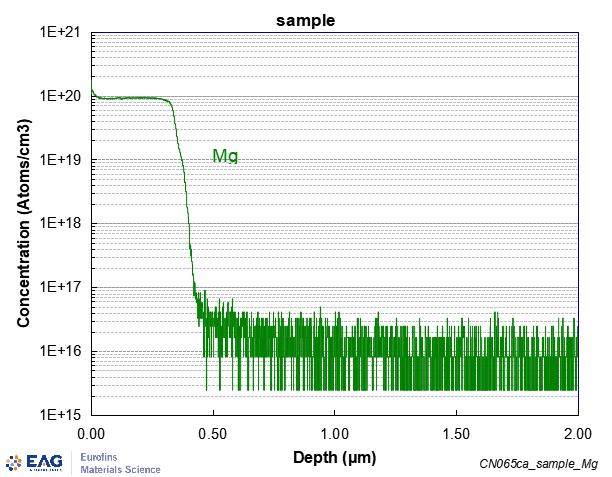 sample
1E+21
1E+20
1E+19
1E+18
1E+17
1E+16
1E+15
Concentration (Atoms/cm3)
Mg
0.00 0.50 1.00 1.50 2.00
Depth (µm)
EAG
Eurofins
Materials Science
CN065ca_sample_Mg